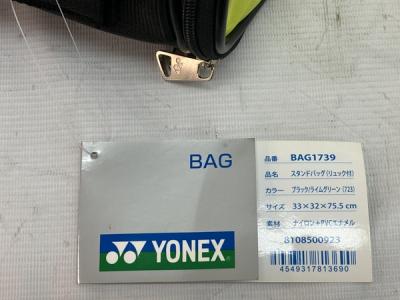 BAG
YONEX
品番 BAG1739
品名 スタンドバッグ(リュック付)
カラー ブラック/ライムグリーン(723)
サイズ 33×32×75.5cm
素材 ナイロン+PVCエナメル
8108500923
4549317813690